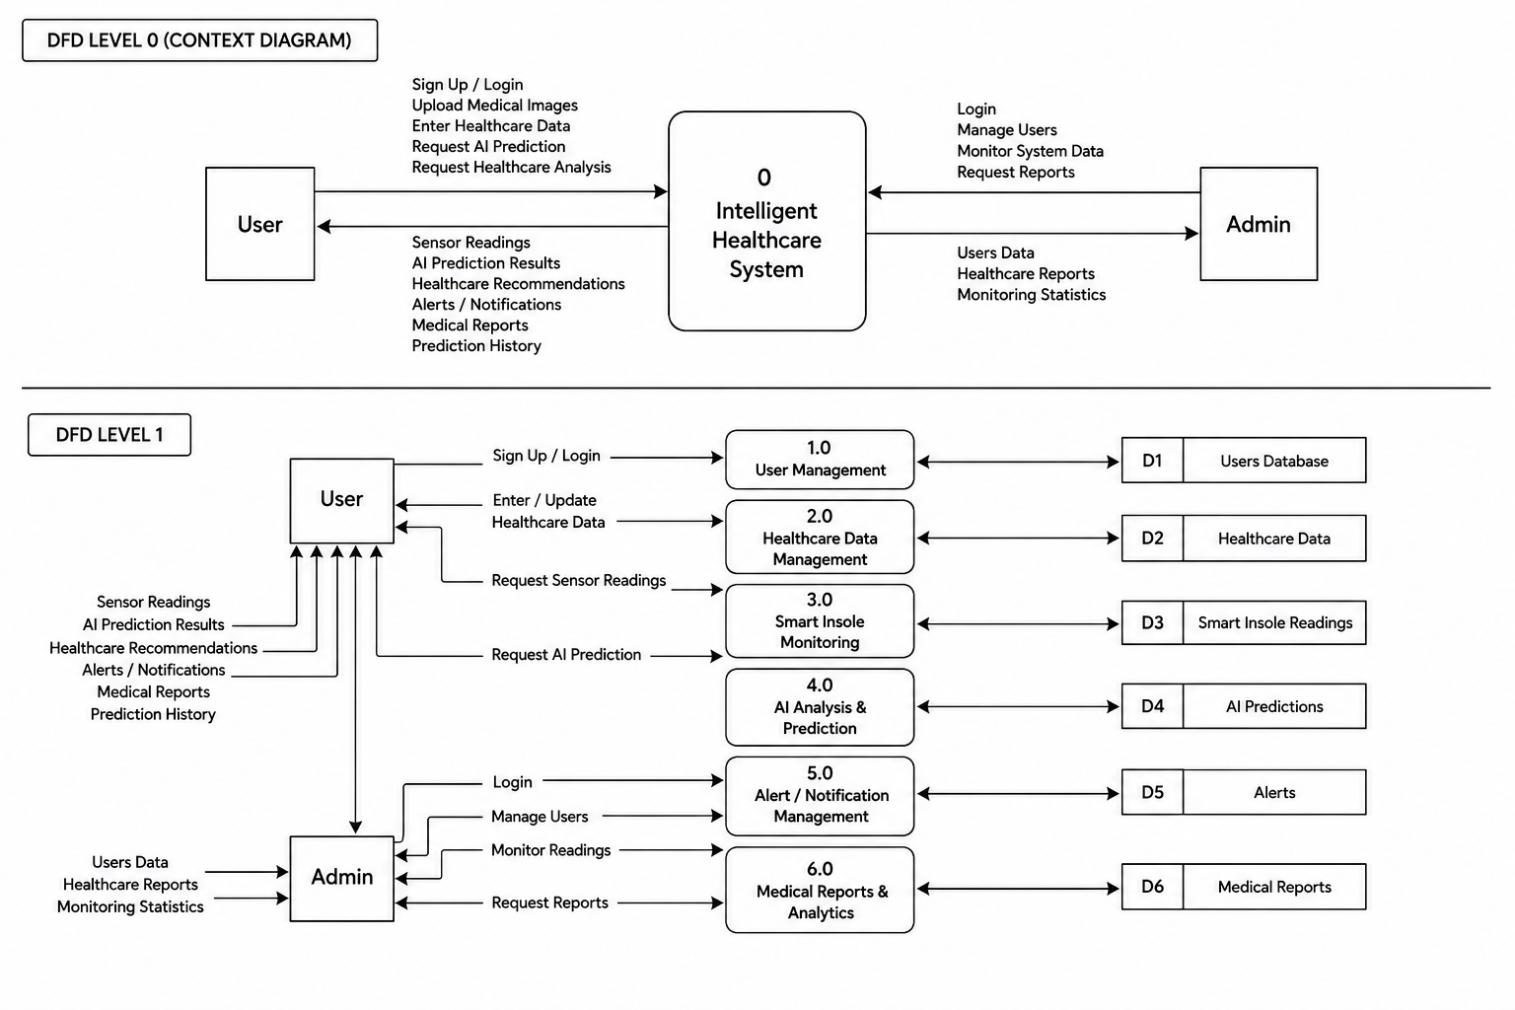 DFD LEVEL 0 (CONTEXT DIAGRAM)
Sign Up / Login
Upload Medical Images
Enter Healthcare Data
Request AI Prediction
Request Healthcare Analysis
User
Sensor Readings
AI Prediction Results
Healthcare Recommendations
Alerts / Notifications
Medical Reports
Prediction History
0
Intelligent
Healthcare
System
Login
Manage Users
Monitor System Data
Request Reports
Users Data
Healthcare Reports
Monitoring Statistics
Admin
DFD LEVEL 1
User
Sign Up / Login
Enter / Update
Healthcare Data
Request Sensor Readings
Request AI Prediction
Sensor Readings
AI Prediction Results
Healthcare Recommendations
Alerts / Notifications
Medical Reports
Prediction History
Login
Manage Users
Monitor Readings
Request Reports
Users Data
Healthcare Reports
Monitoring Statistics
Admin
1.0
User Management
2.0
Healthcare Data
Management
3.0
Smart Insole
Monitoring
4.0
AI Analysis &
Prediction
5.0
Alert / Notification
Management
6.0
Medical Reports &
Analytics
D1 Users Database
D2 Healthcare Data
D3 Smart Insole Readings
D4 AI Predictions
D5 Alerts
D6 Medical Reports